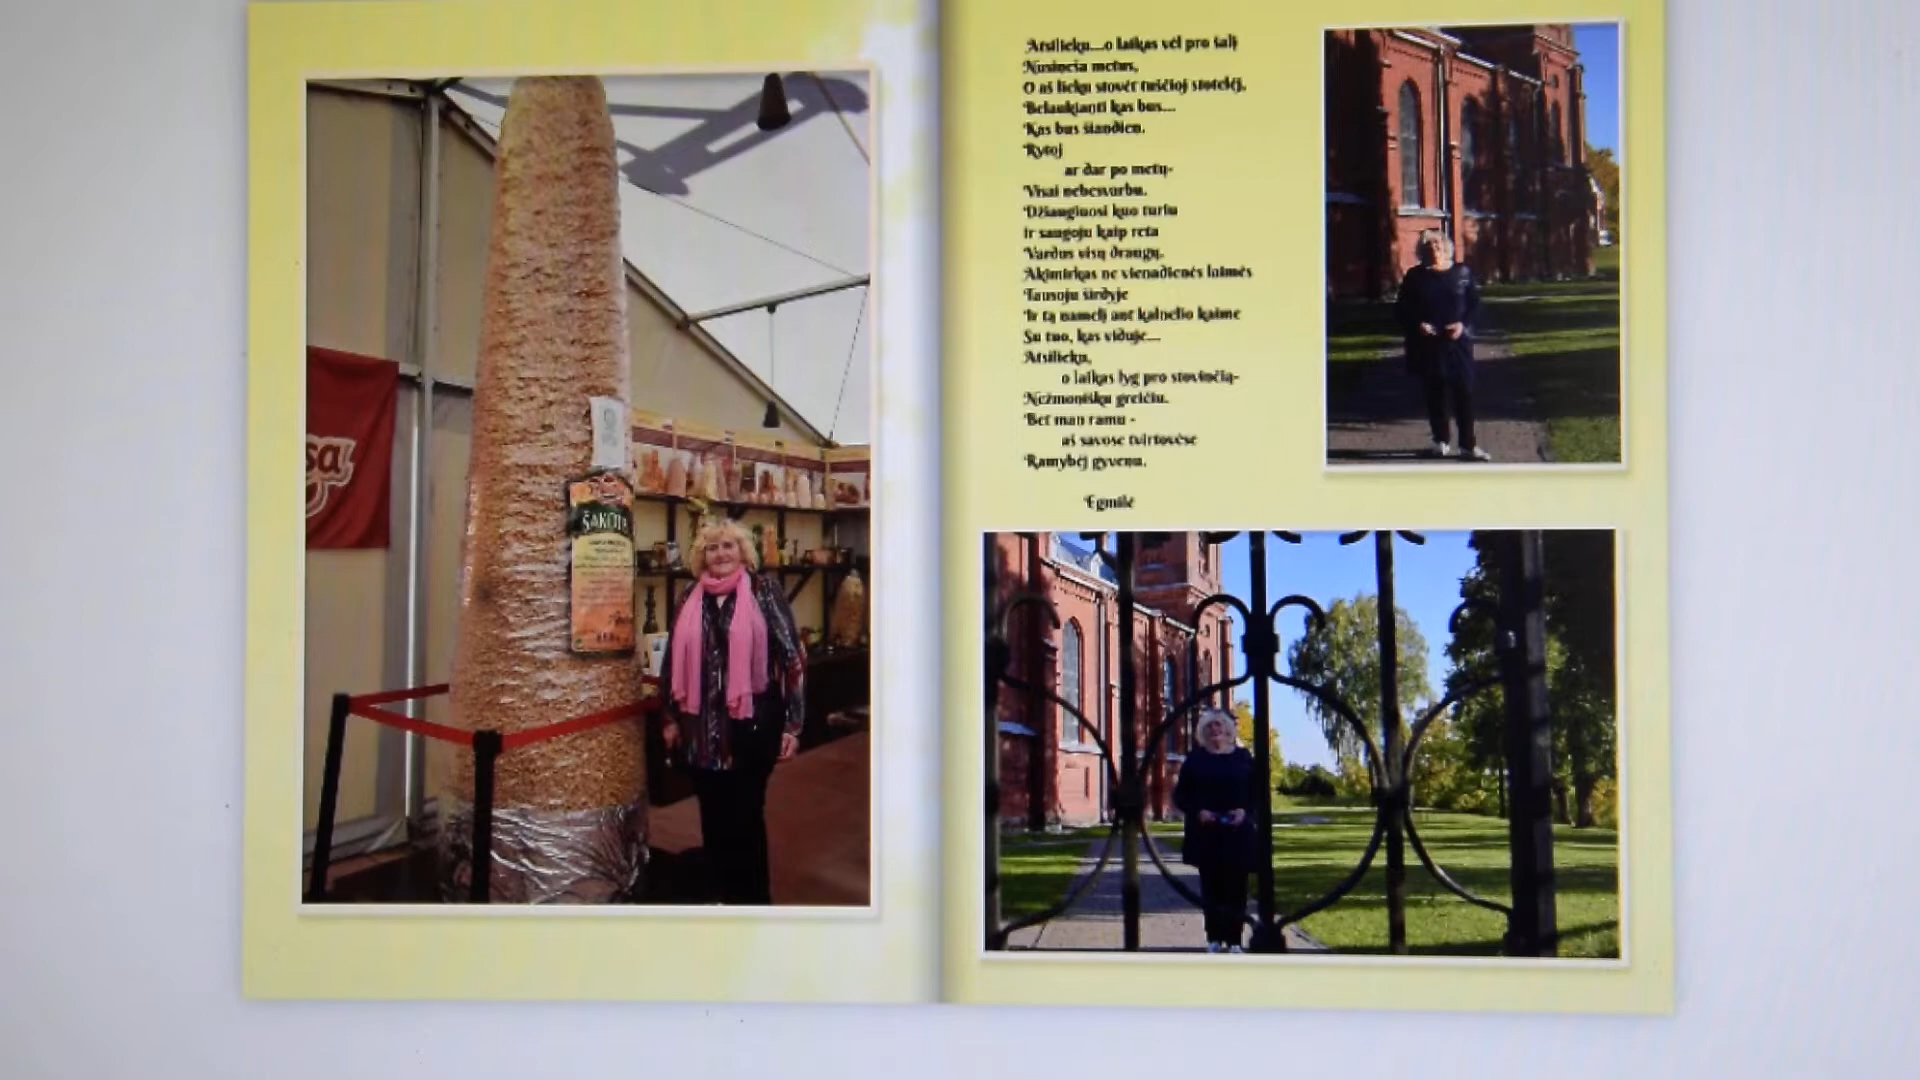 sa
ŠAKOTIS
Atsilieku....o laikas vėl pro šalį
Nusineša metus,
O aš lieku stovėt tuščioj stotelėj,
Belaukianti kas bus...
Kas bus šiandien.
Rytoj
ar dar po metų-
Visai nebesvarbu.
Džiaugiuosi kuo turiu
ir saugoju kaip reta
Vardus visų draugų.
Akimirkas ne vienadienės laimės
Tausoju širdyje
Ir tą namelį ant kalnelio kaime
Su tuo, kas viduje....
Atsilieku,
o laikas lyg pro stovinčią-
Nežmonišku greičiu.
Bet man ramu -
aš savose tvirtovėse
Ramybėj gyvenu.
Egmilė